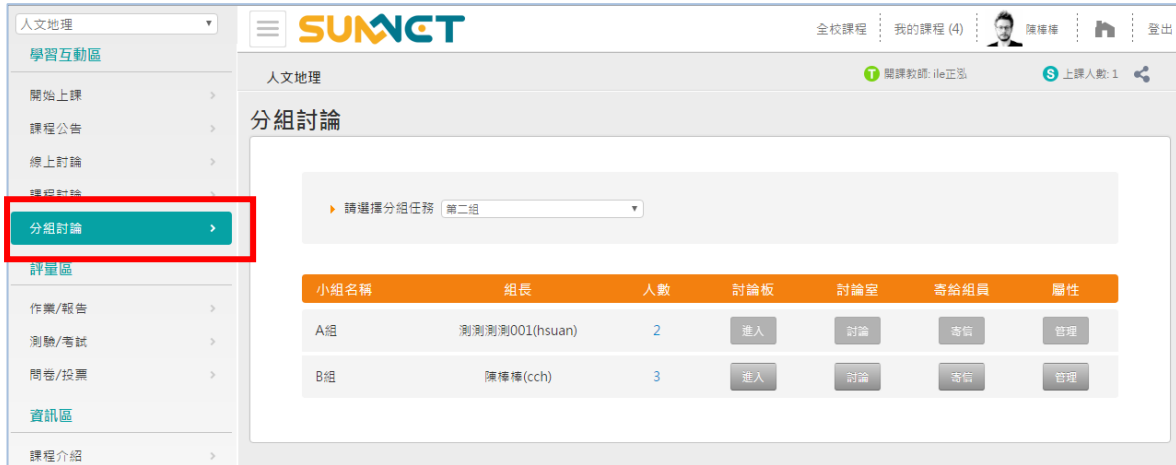 人文地理
SUNNET
全校課程
我的課程 (4)
陳棒棒
登出
學習互動區
開始上課
課程公告
線上討論
課程討論
分組討論
評量區
作業/報告
測驗/考試
問卷/投票
資訊區
課程介紹
人文地理
T 開課教師: ile正泓
S 上課人數: 1
分組討論
請選擇分組任務 第二組
小組名稱 組長 人數 討論板 討論室 寄給組員 屬性
A組 測測測測001(hsuan) 2 進入 討論 寄信 管理
B組 陳棒棒(cch) 3 進入 討論 寄信 管理